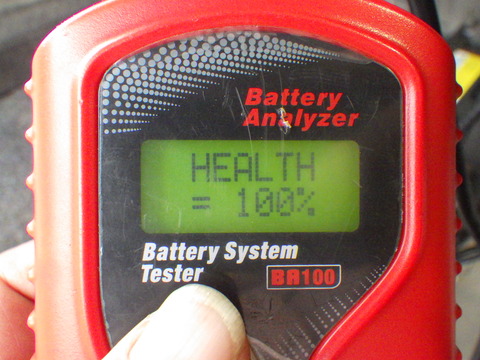 Battery
Analyzer
HEALTH
= 100%
Battery System
Tester
BA100